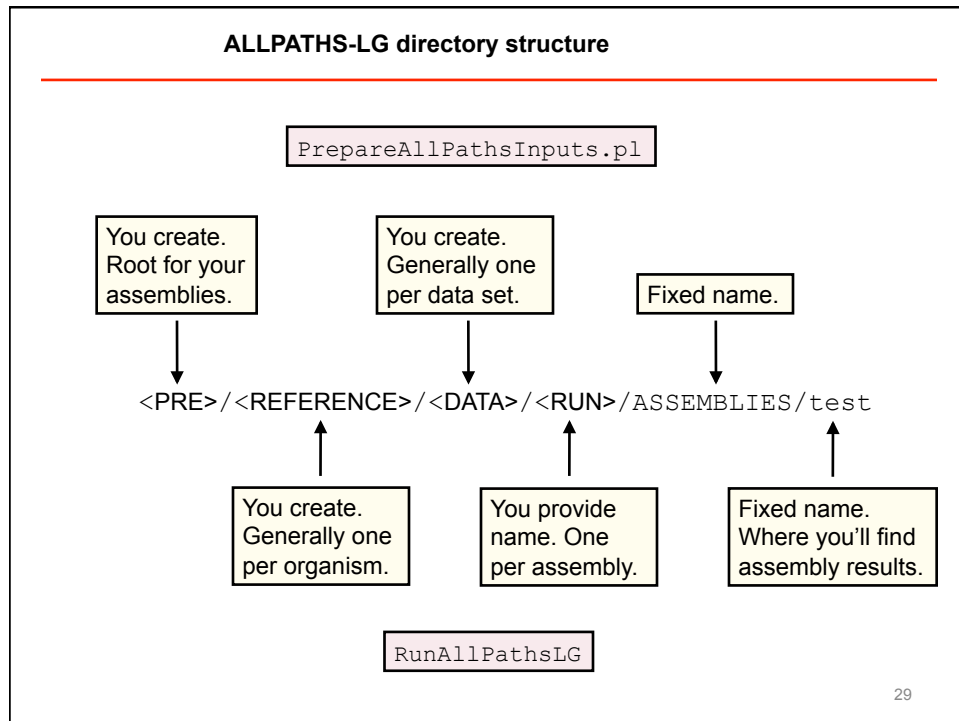 ALLPATHS-LG directory structure
PrepareAllPathsInputs.pl
You create.
Root for your
assemblies.
You create.
Generally one
per data set.
Fixed name.
<PRE>/<REFERENCE>/<DATA>/<RUN>/ASSEMBLIES/test
You create.
Generally one
per organism.
You provide
name. One
per assembly.
Fixed name.
Where you’ll find
assembly results.
RunAllPathsLG
29